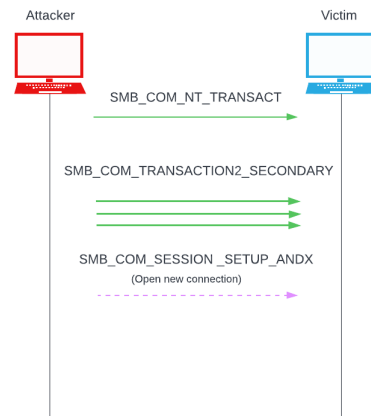 Attacker
Victim
SMB_COM_NT_TRANSACT
SMB_COM_TRANSACTION2_SECONDARY
SMB_COM_SESSION _SETUP_ANDX
(Open new connection)